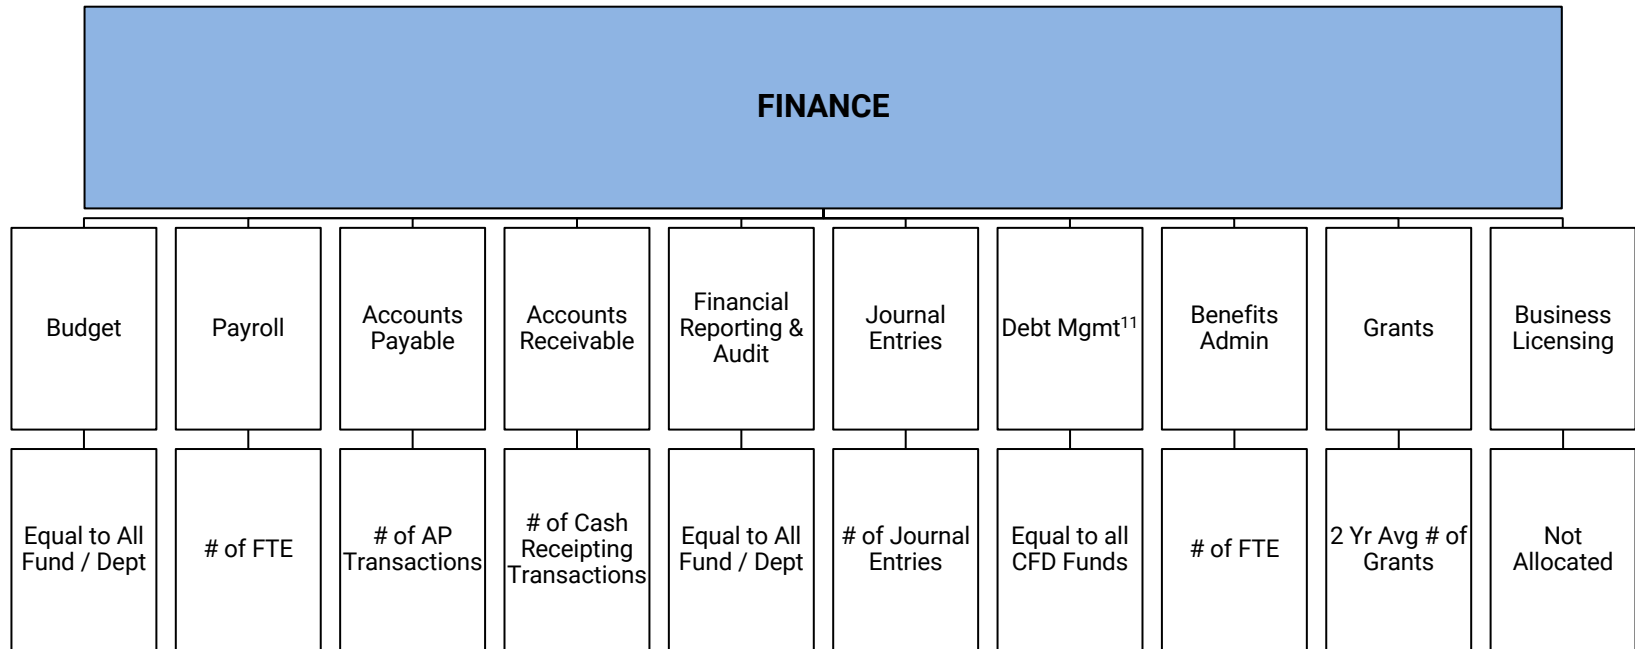 FINANCE
Budget
Payroll
Accounts
Payable
Accounts
Receivable
Financial
Reporting &
Audit
Journal
Entries
Debt Mgmt¹¹
Benefits
Admin
Grants
Business
Licensing
Equal to All
Fund / Dept
# of FTE
# of AP
Transactions
# of Cash
Receipting
Transactions
Equal to All
Fund / Dept
# of Journal
Entries
Equal to all
CFD Funds
# of FTE
2 Yr Avg # of
Grants
Not
Allocated